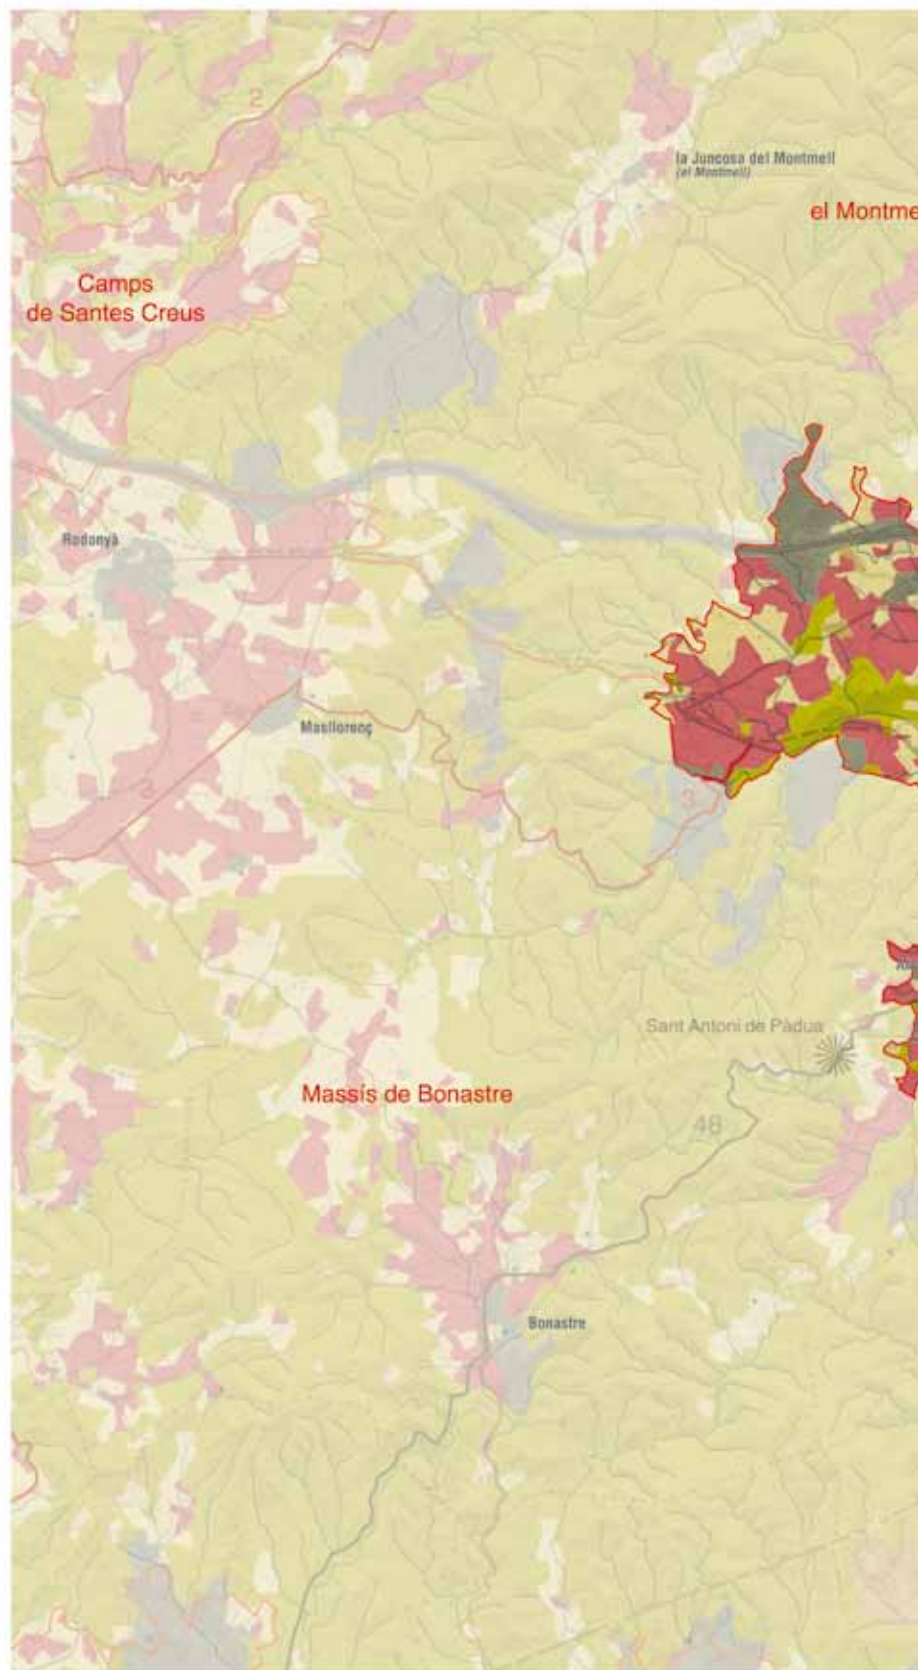 2
la Juncosa del Montmell
(el Montmell)
el Montme
Camps
de Santes Creus
Rodonyà
Masllorenç
2
3
Sant Antoni de Pàdua
Massís de Bonastre
48
Bonastre